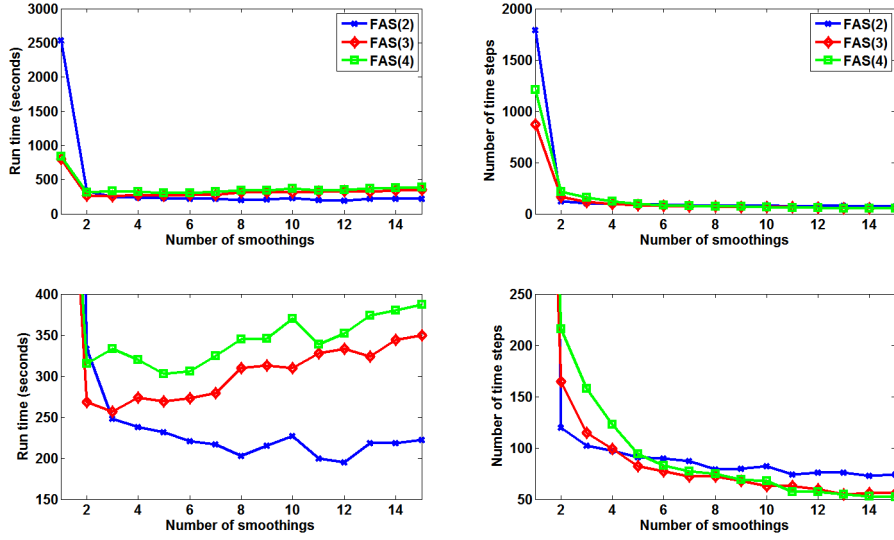 3000
2500
2000
1500
1000
500
0
Run time (seconds)
2 4 6 8 10 12 14
Number of smoothings
FAS(2)
FAS(3)
FAS(4)
2000
1500
1000
500
0
Number of time steps
2 4 6 8 10 12 14
Number of smoothings
FAS(2)
FAS(3)
FAS(4)
400
350
300
250
200
150
Run time (seconds)
2 4 6 8 10 12 14
Number of smoothings
250
200
150
100
50
Number of time steps
2 4 6 8 10 12 14
Number of smoothings